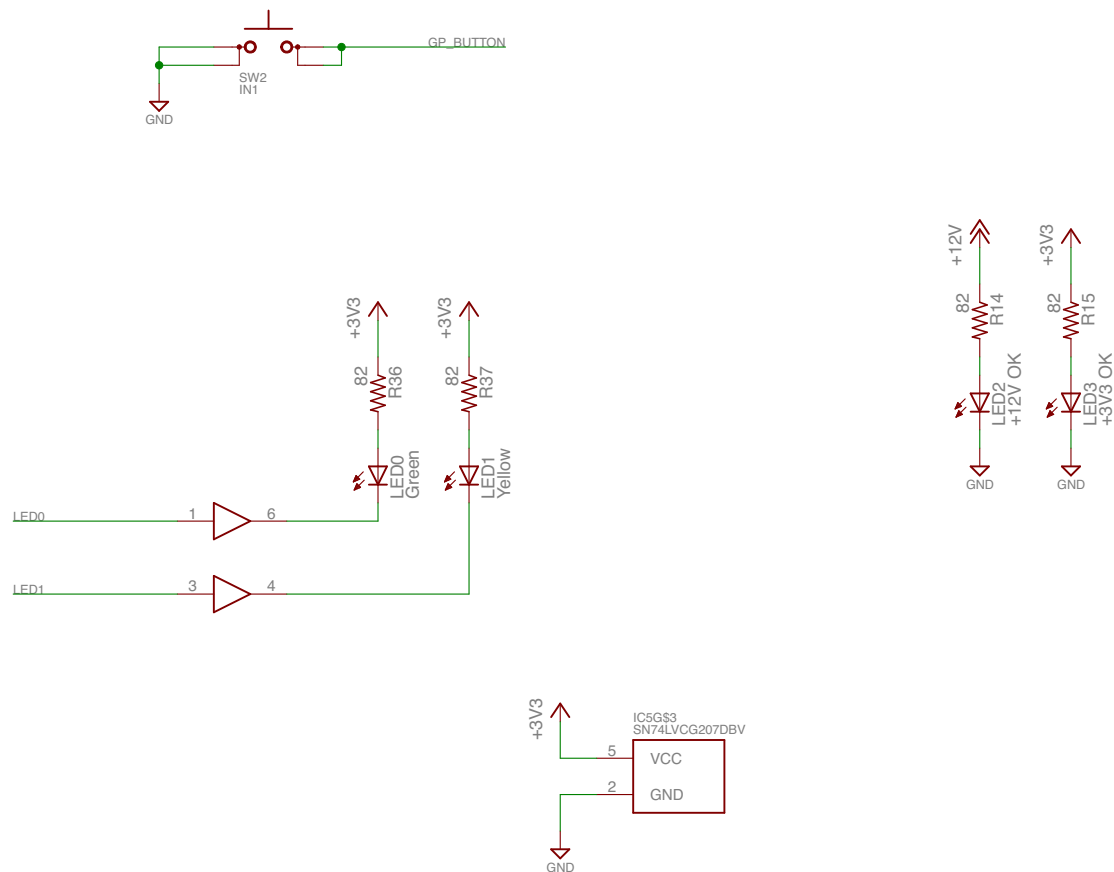 GP_BUTTON
SW2
IN1
GND
+12V
+3V3
82
R14
82
R15
LED2
+12V OK
LED3
+3V3 OK
GND
GND
+3V3
+3V3
82
R36
82
R37
LED0
Green
LED1
Yellow
LED0
1
6
LED1
3
4
+3V3
IC5G$3
SN74LVCG207DBV
5
VCC
2
GND
GND